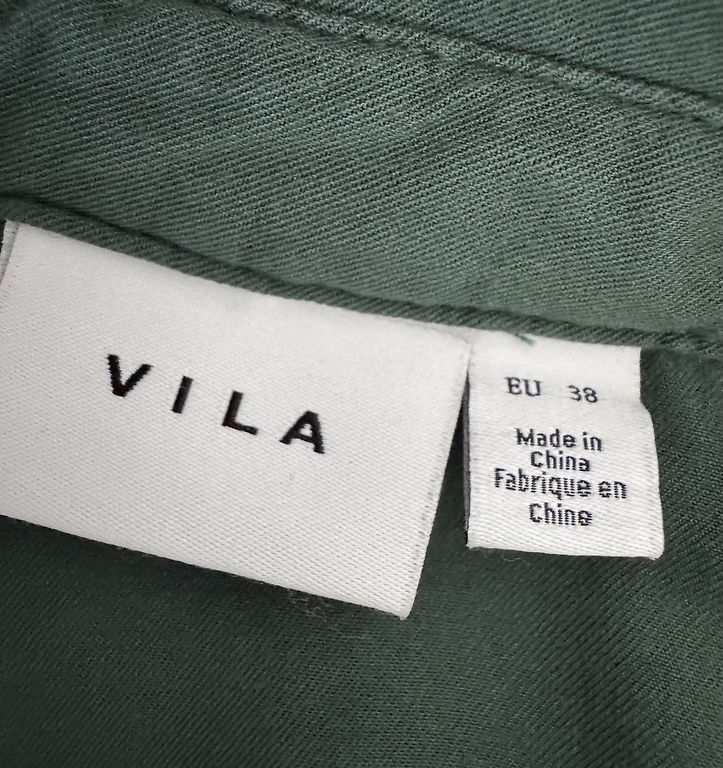 VILA
EU 38
Made in
China
Fabrique en
Chine